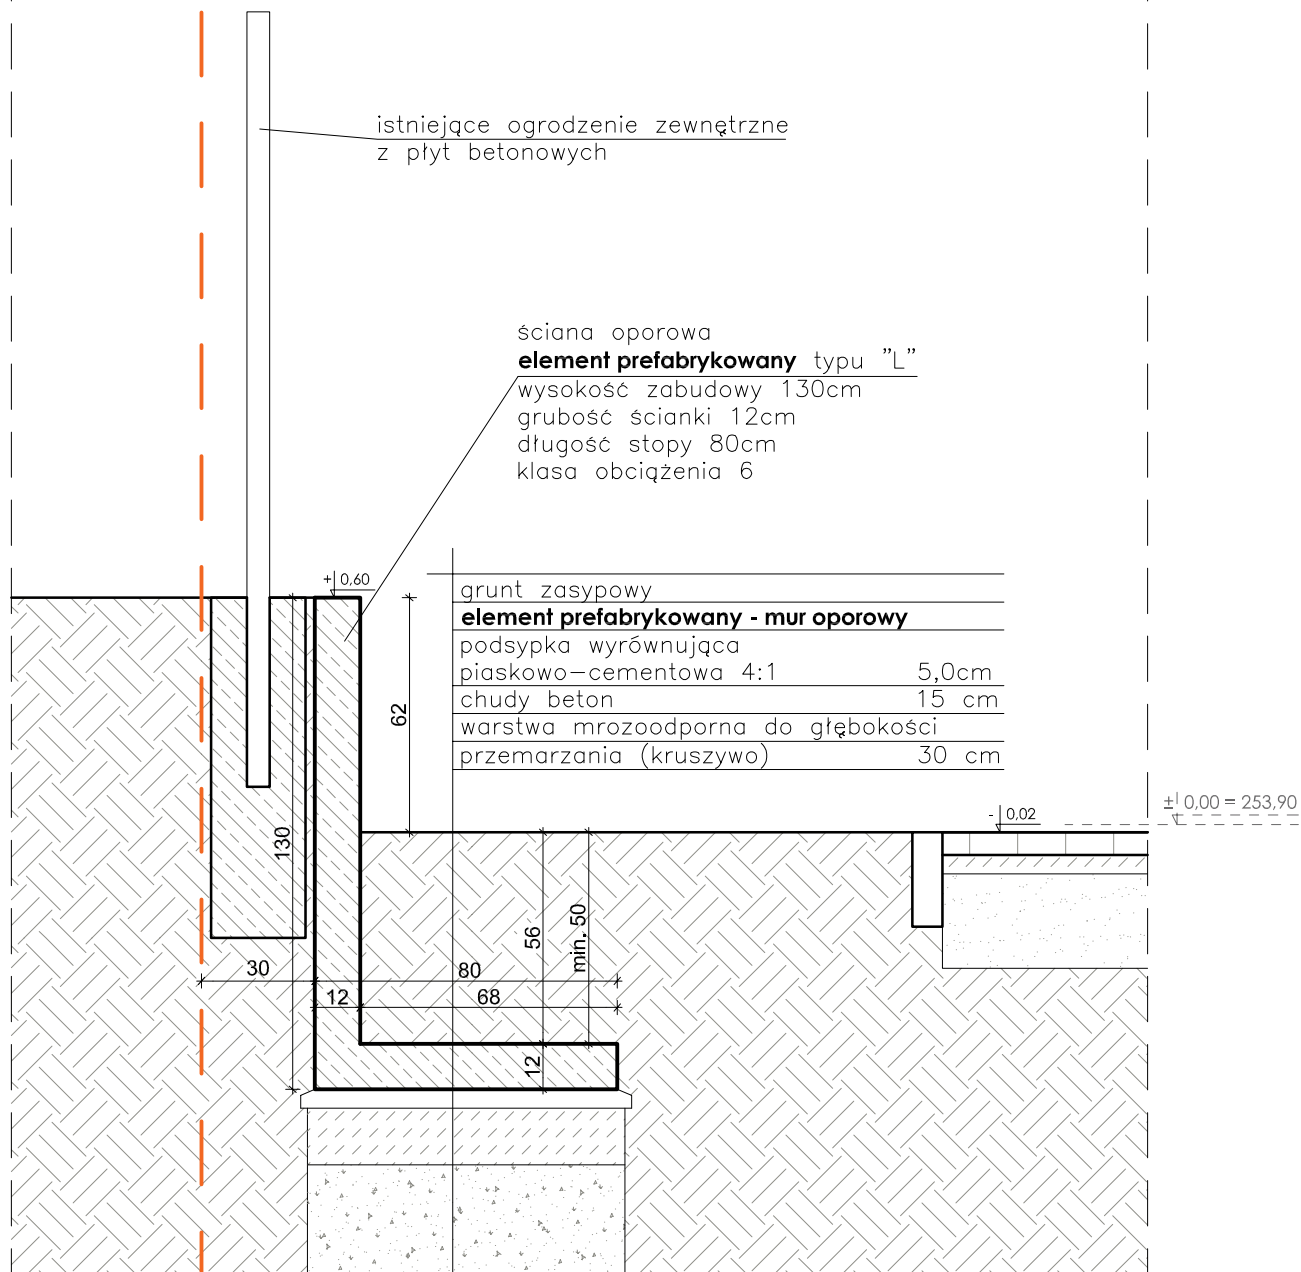 istniejące ogrodzenie zewnętrzne
z płyt betonowych
ściana oporowa
element prefabrykowany typu ”L”
wysokość zabudowy 130cm
grubość ścianki 12cm
długość stopy 80cm
klasa obciążenia 6
+ 0,60
grunt zasypowy
element prefabrykowany - mur oporowy
podsypka wyrównująca
piaskowo-cementowa 4:1 5,0cm
chudy beton 15 cm
warstwa mrozoodporna do głębokości
przemarzania (kruszywo) 30 cm
62
± 0,00 = 253,90
- 0,02
130
56
min. 50
30
80
12
68
12